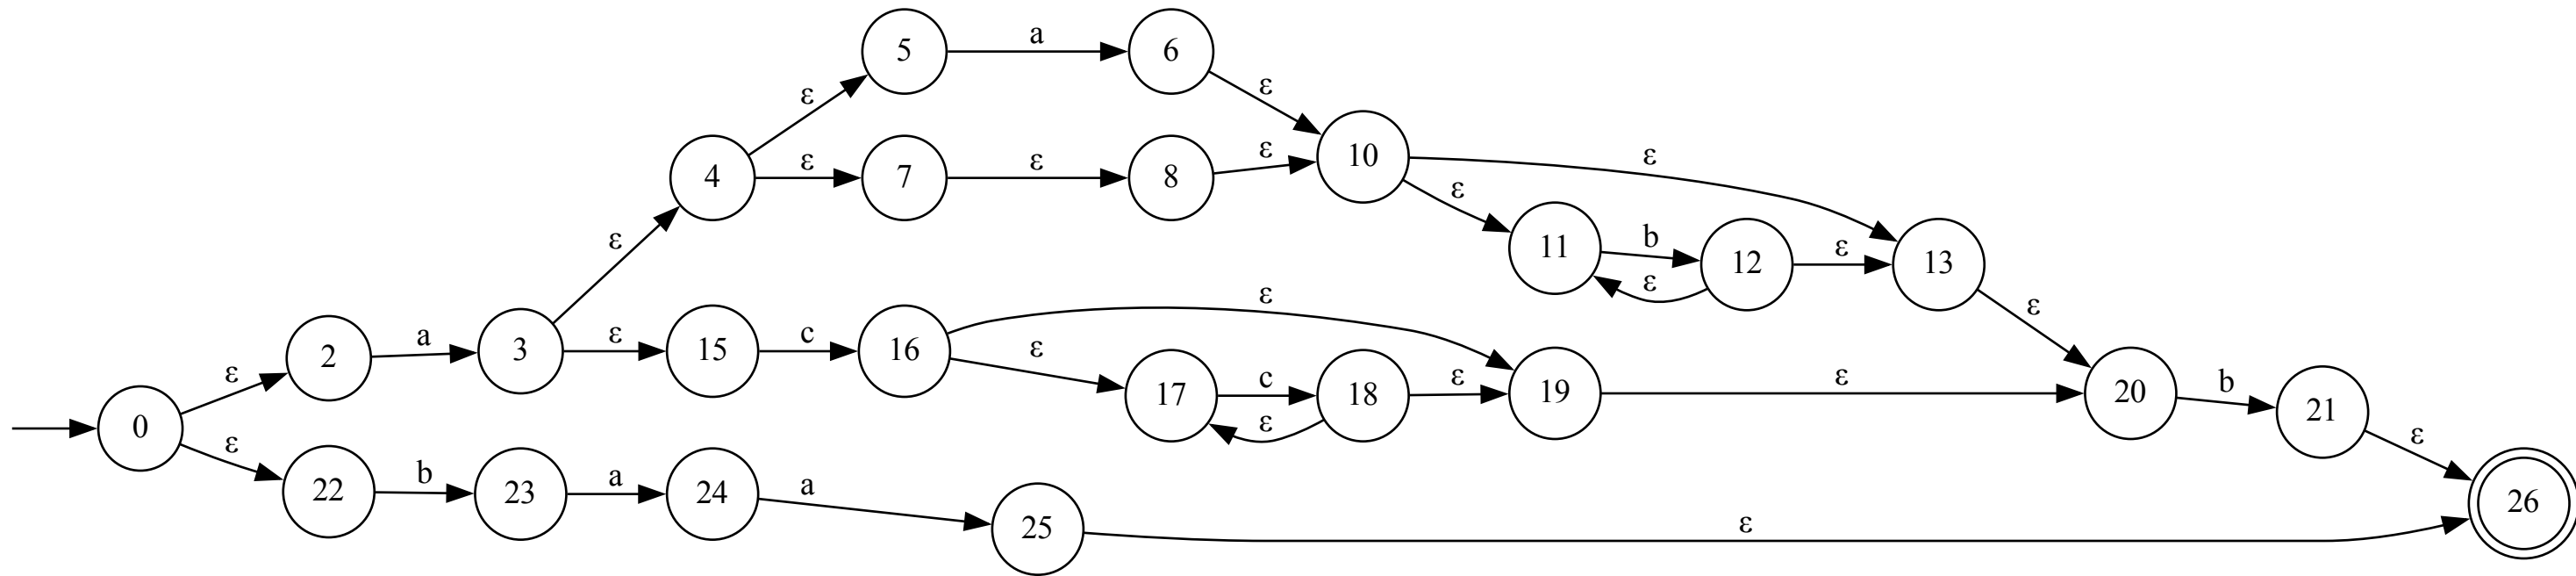 5 a 6
ε ε ε
4 ε 7 ε 8 ε 10 ε
ε ε 11 b 12 ε 13
ε
0 ε 2 a 3 ε 15 c 16 ε
ε 17 c 18 ε 19 ε 20 b 21
ε
ε 22 b 23 a 24 a 25 ε ε 26